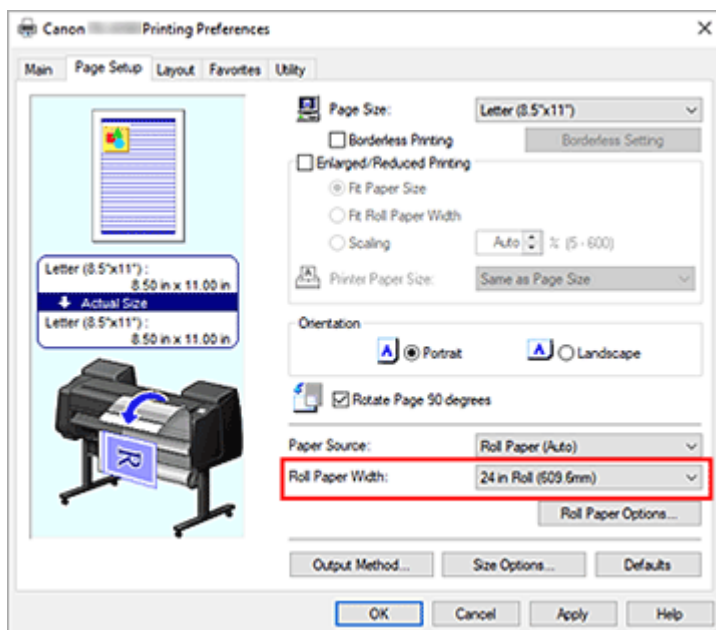 Canon Printing Preferences
Main Page Setup Layout Favorites Utility
Page Size: Letter (8.5"x11")
Borderless Printing Borderless Setting
Enlarged/Reduced Printing
Fit Paper Size
Fit Roll Paper Width
Scaling Auto % (5 - 600)
Printer Paper Size: Same as Page Size
Letter (8.5"x11") :
8.50 in x 11.00 in
Actual Size
Letter (8.5"x11") :
8.50 in x 11.00 in
Orientation
A Portrait A Landscape
Rotate Page 90 degrees
R
Paper Source: Roll Paper (Auto)
Roll Paper Width: 24 in Roll (609.6mm)
Roll Paper Options...
Output Method... Size Options... Defaults
OK Cancel Apply Help